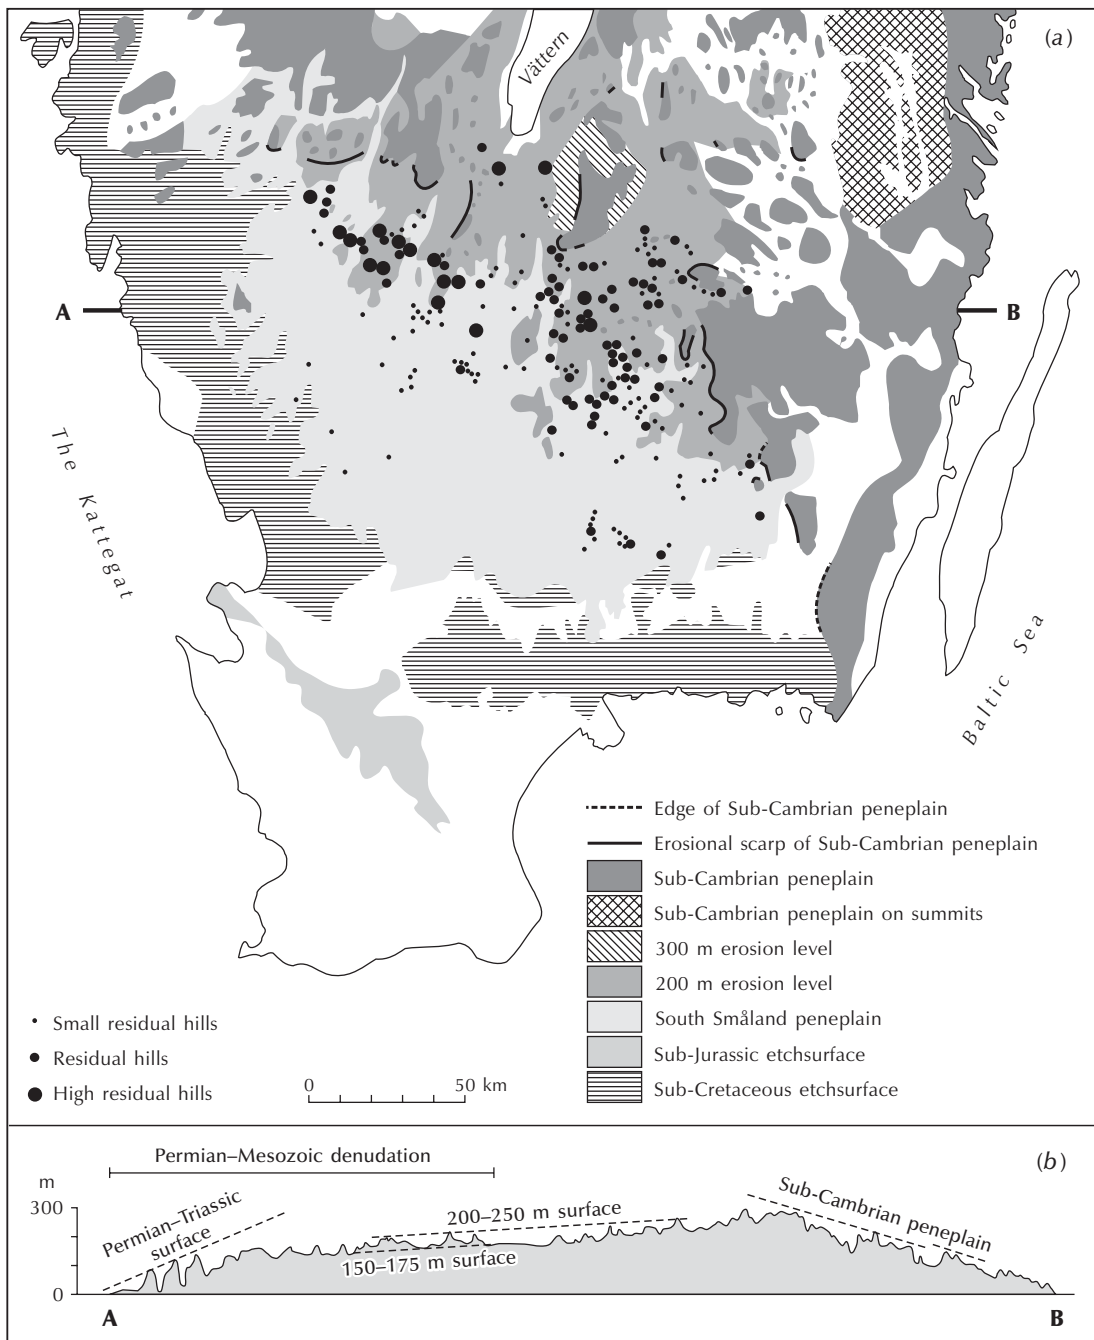 (a)
Vättern
A
B
The Kattegat
Baltic Sea
Edge of Sub-Cambrian peneplain
Erosional scarp of Sub-Cambrian peneplain
Sub-Cambrian peneplain
Sub-Cambrian peneplain on summits
300 m erosion level
200 m erosion level
South Småland peneplain
Sub-Jurassic etchsurface
Sub-Cretaceous etchsurface
Small residual hills
Residual hills
High residual hills
0 50 km
(b)
Permian–Mesozoic denudation
m
300
0
Permian–Triassic
surface
200–250 m surface
150–175 m surface
Sub-Cambrian peneplain
A
B